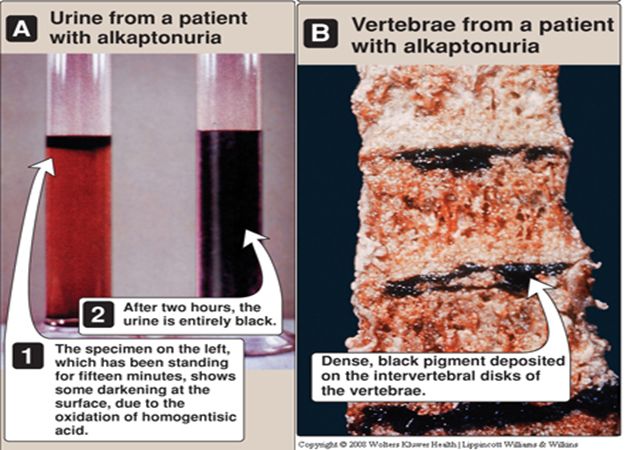 A
Urine from a patient
with alkaptonuria
2
After two hours, the
urine is entirely black.
1
The specimen on the left,
which has been standing
for fifteen minutes, shows
some darkening at the
surface, due to the
oxidation of homogentisic
acid.
B
Vertebrae from a patient
with alkaptonuria
Dense, black pigment deposited
on the intervertebral disks of
the vertebrae.
Copyright © 2008 Wolters Kluwer Health | Lippincott Williams & Wilkins